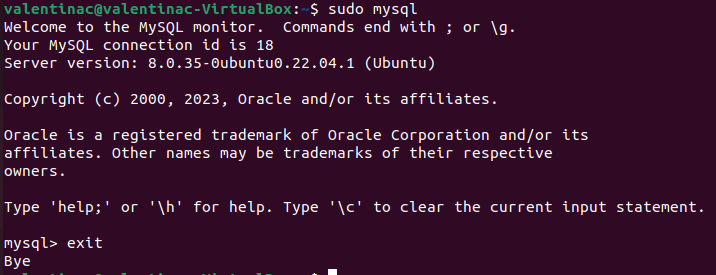 valentinac@valentinac-VirtualBox:~$ sudo mysql
Welcome to the MySQL monitor.  Commands end with ; or \g.
Your MySQL connection id is 18
Server version: 8.0.35-0ubuntu0.22.04.1 (Ubuntu)

Copyright (c) 2000, 2023, Oracle and/or its affiliates.

Oracle is a registered trademark of Oracle Corporation and/or its
affiliates. Other names may be trademarks of their respective
owners.

Type 'help;' or '\h' for help. Type '\c' to clear the current input statement.

mysql> exit
Bye